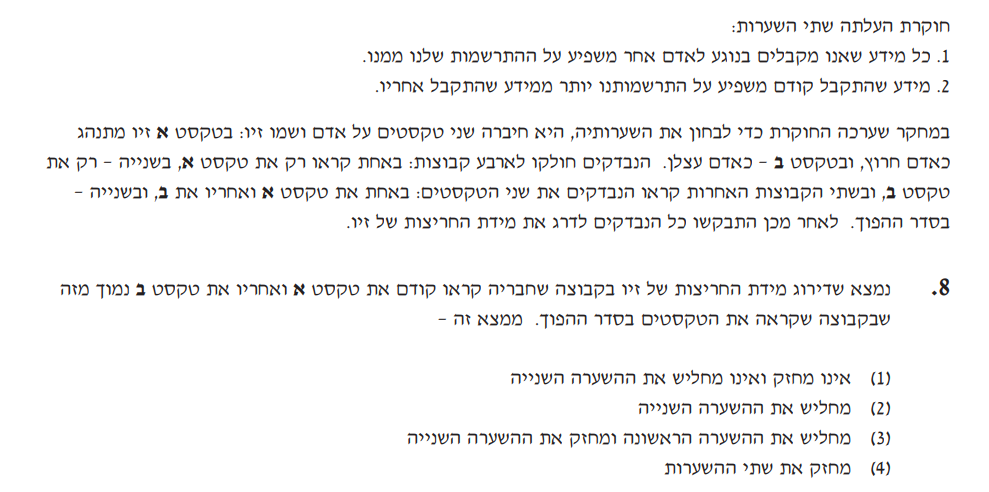 חוקרת העלתה שתי השערות:
1. כל מידע שאנו מקבלים בנוגע לאדם אחר משפיע על ההתרשמות שלנו ממנו.
2. מידע שהתקבל קודם משפיע על התרשמותנו יותר ממידע שהתקבל אחריו.
במחקר שערכה החוקרת כדי לבחון את השערותיה, היא חיברה שני טקסטים על אדם ושמו זיו: בטקסט א זיו מתנהג
כאדם חרוץ, ובטקסט ב – כאדם עצלן. הנבדקים חולקו לארבע קבוצות: באחת קראו רק את טקסט א, בשנייה – רק את
טקסט ב, ובשתי הקבוצות האחרות קראו הנבדקים את שני הטקסטים: באחת את טקסט א ואחריו את ב, ובשנייה –
בסדר ההפוך. לאחר מכן התבקשו כל הנבדקים לדרג את מידת החריצות של זיו.
8. נמצא שדירוג מידת החריצות של זיו בקבוצה שחבריה קראו קודם את טקסט א ואחריו את טקסט ב נמוך מזה
שבקבוצה שקראה את הטקסטים בסדר ההפוך. ממצא זה –
(1) אינו מחזק ואינו מחליש את ההשערה השנייה
(2) מחליש את ההשערה השנייה
(3) מחליש את ההשערה הראשונה ומחזק את ההשערה השנייה
(4) מחזק את שתי ההשערות